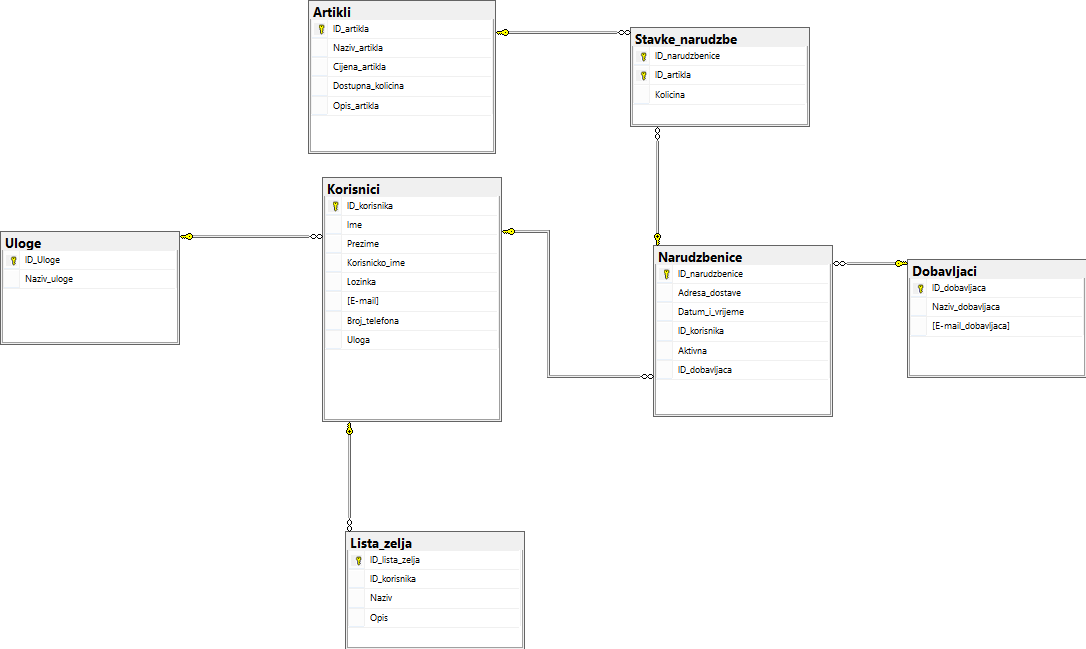 Artikli
ID_artikla
Naziv_artikla
Cijena_artikla
Dostupna_kolicina
Opis_artikla
Stavke_narudzbe
ID_narudzbenice
ID_artikla
Kolicina
Korisnici
ID_korisnika
Ime
Prezime
Korisnicko_ime
Lozinka
[E-mail]
Broj_telefona
Uloga
Uloge
ID_Uloge
Naziv_uloge
Narudzbenice
ID_narudzbenice
Adresa_dostave
Datum_i_vrijeme
ID_korisnika
Aktivna
ID_dobavljaca
Dobavljaci
ID_dobavljaca
Naziv_dobavljaca
[E-mail_dobavljaca]
Lista_zelja
ID_lista_zelja
ID_korisnika
Naziv
Opis